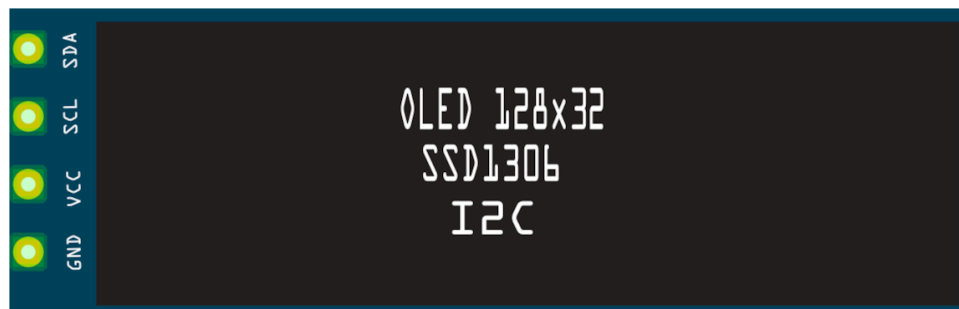 SDA
SCL
VCC
GND
OLED 128x32
SSD1306
I2C